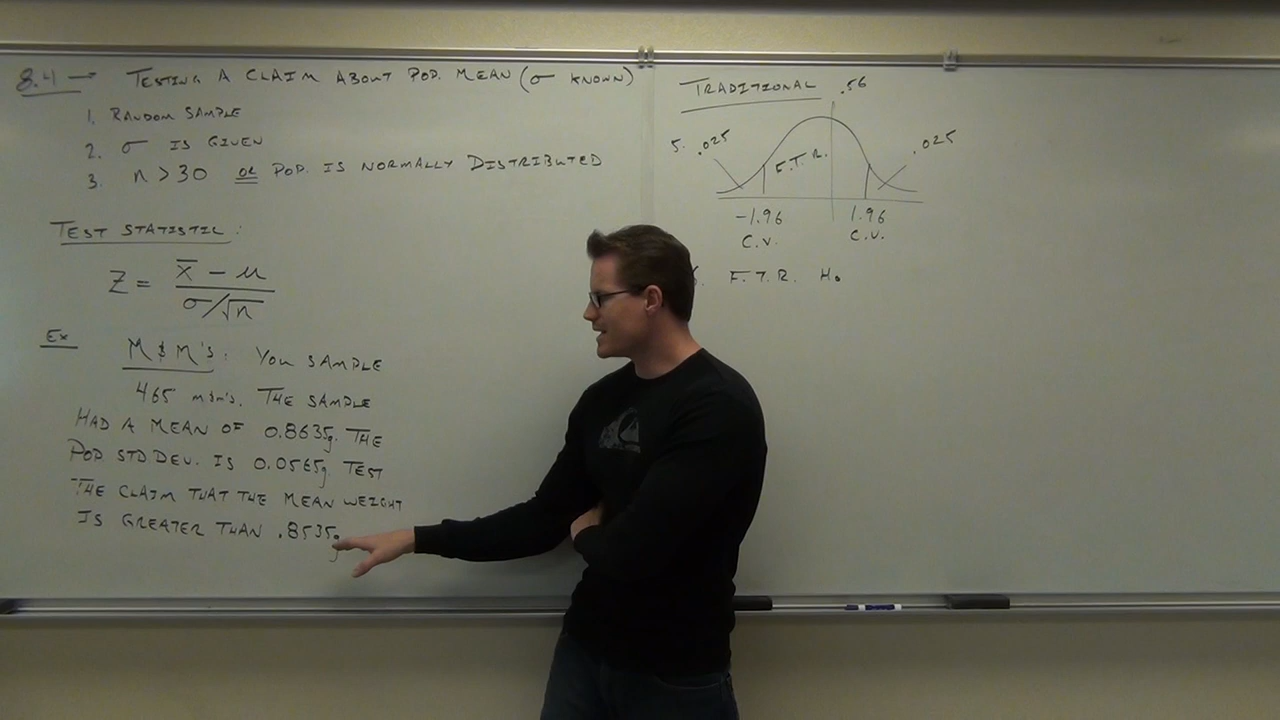 8.4 → TESTING A CLAIM ABOUT POP. MEAN (σ KNOWN)
1. RANDOM SAMPLE
2. σ IS GIVEN
3. n > 30 OR POP. IS NORMALLY DISTRIBUTED
TEST STATISTIC:
Z = x̄ - μ / σ/√n
Ex
M&M'S: YOU SAMPLE
465 m&m's. THE SAMPLE
HAD A MEAN OF 0.8635g. THE
POP STD DEV. IS 0.0565g TEST
THE CLAIM THAT THE MEAN WEIGHT
IS GREATER THAN .8535g
TRADITIONAL .56
5. .025 F.T.R. .025
-1.96 1.96
C.V. C.V.
F.T.R. H₀